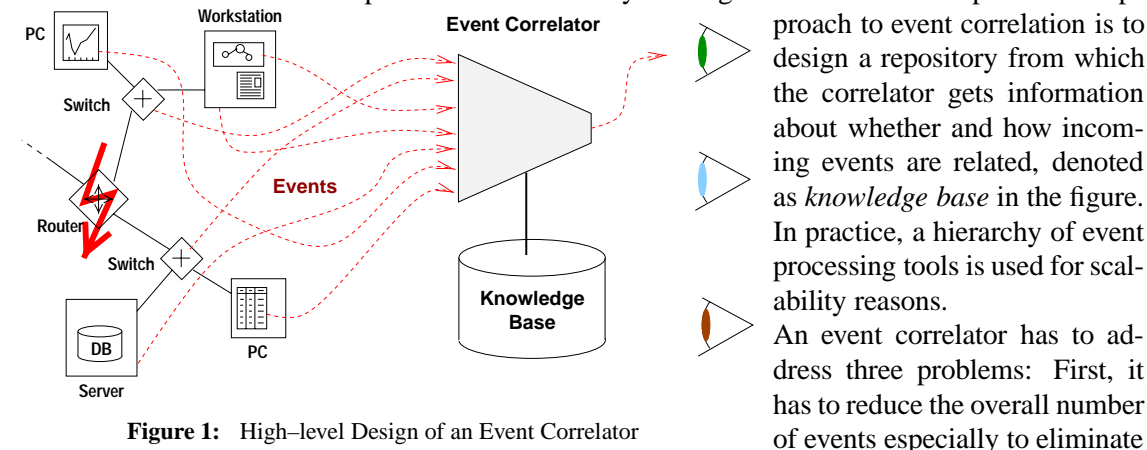 PC
Workstation
Event Correlator
Switch
Events
Router
Switch
Knowledge
Base
DB
PC
Server
Figure 1: High–level Design of an Event Correlator
proach to event correlation is to
design a repository from which
the correlator gets information
about whether and how incom-
ing events are related, denoted
as knowledge base in the figure.
In practice, a hierarchy of event
processing tools is used for scal-
ability reasons.
An event correlator has to ad-
dress three problems: First, it
has to reduce the overall number
of events especially to eliminate